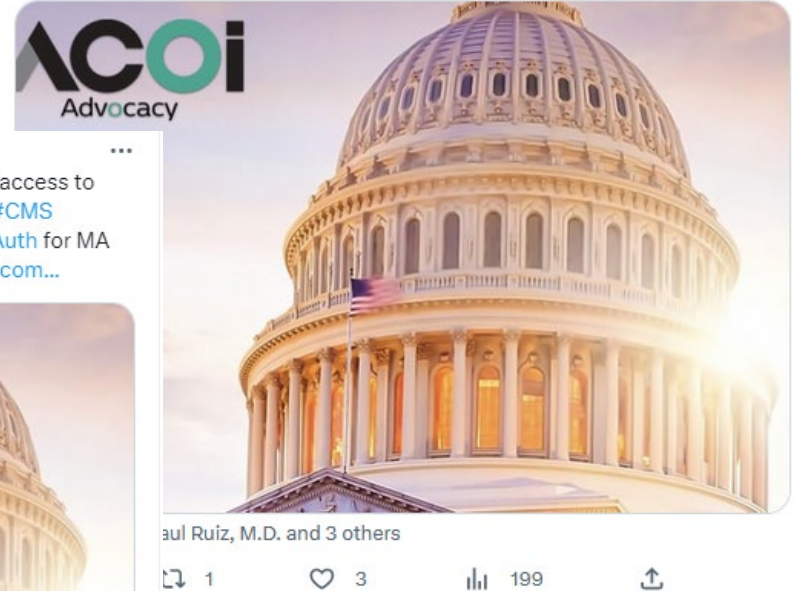 ACOi
Advocacy
access to
#CMS
Auth for MA
com...
aul Ruiz, M.D. and 3 others
1 3 199